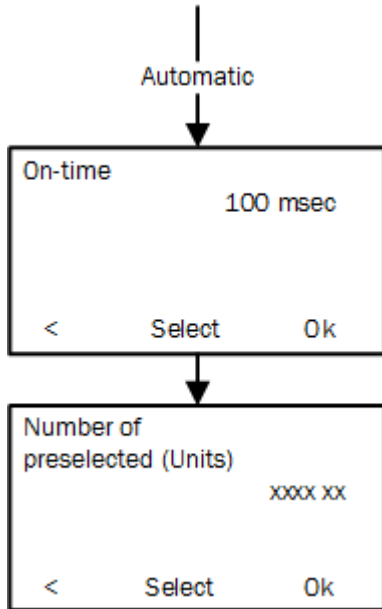 Automatic
On-time
100 msec
< Select Ok
Number of
preselected (Units)
xxxx xx
< Select Ok